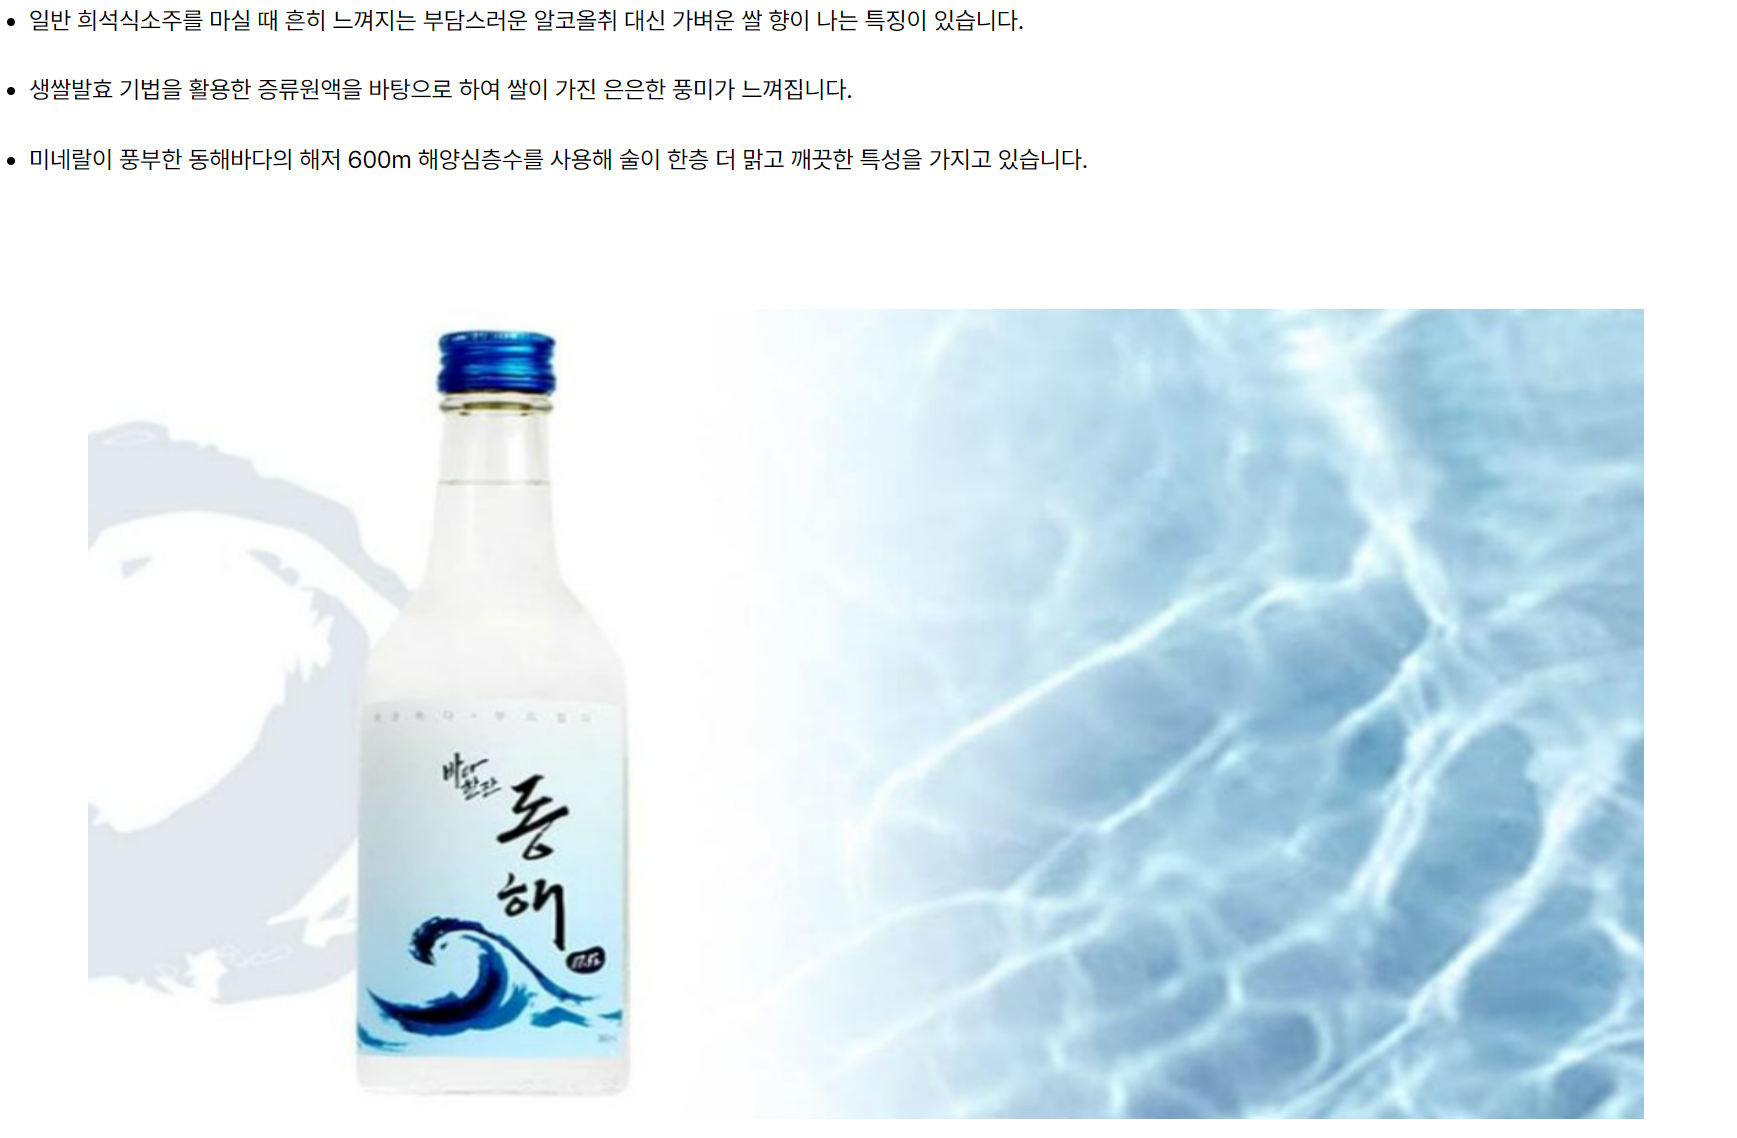 일반 희석식소주를 마실 때 흔히 느껴지는 부담스러운 알코올취 대신 가벼운 쌀 향이 나는 특징이 있습니다.
생쌀발효 기법을 활용한 증류원액을 바탕으로 하여 쌀이 가진 은은한 풍미가 느껴집니다.
미네랄이 풍부한 동해바다의 해저 600m 해양심층수를 사용해 술이 한층 더 맑고 깨끗한 특성을 가지고 있습니다.
바다
한잔
동
해